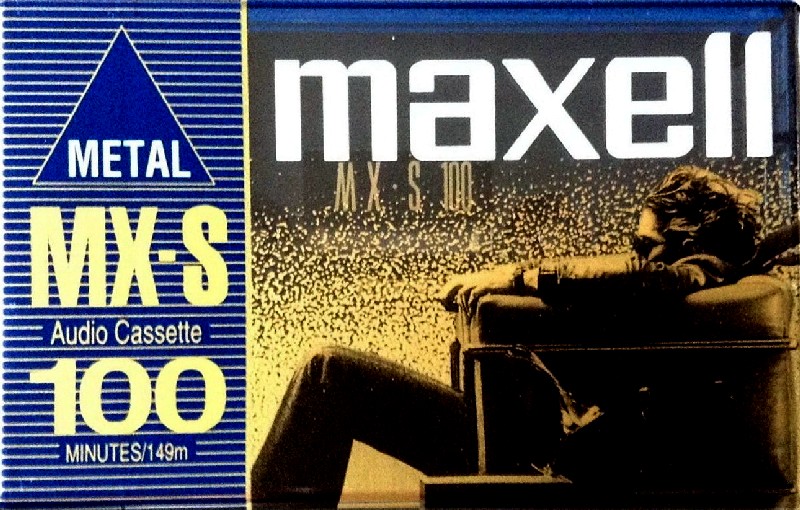 METAL
MX-S
Audio Cassette
100
MINUTES/149m
maxell
MX-S 100